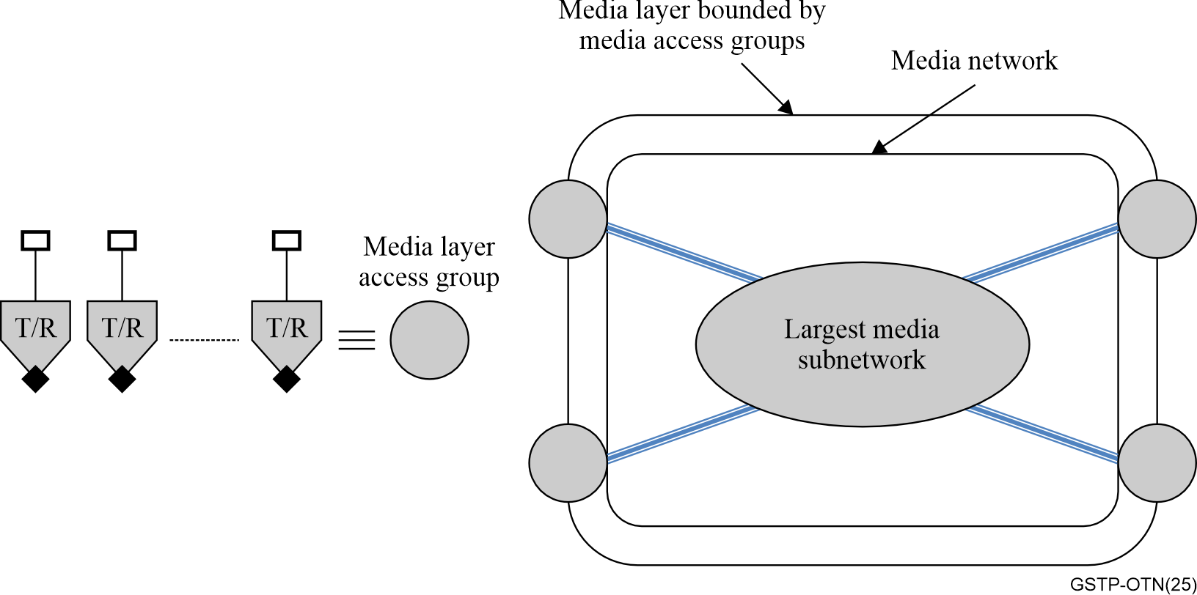 Media layer bounded by
media access groups
Media network
Media layer
access group
T/R
T/R
T/R
Largest media
subnetwork
GSTP-OTN(25)